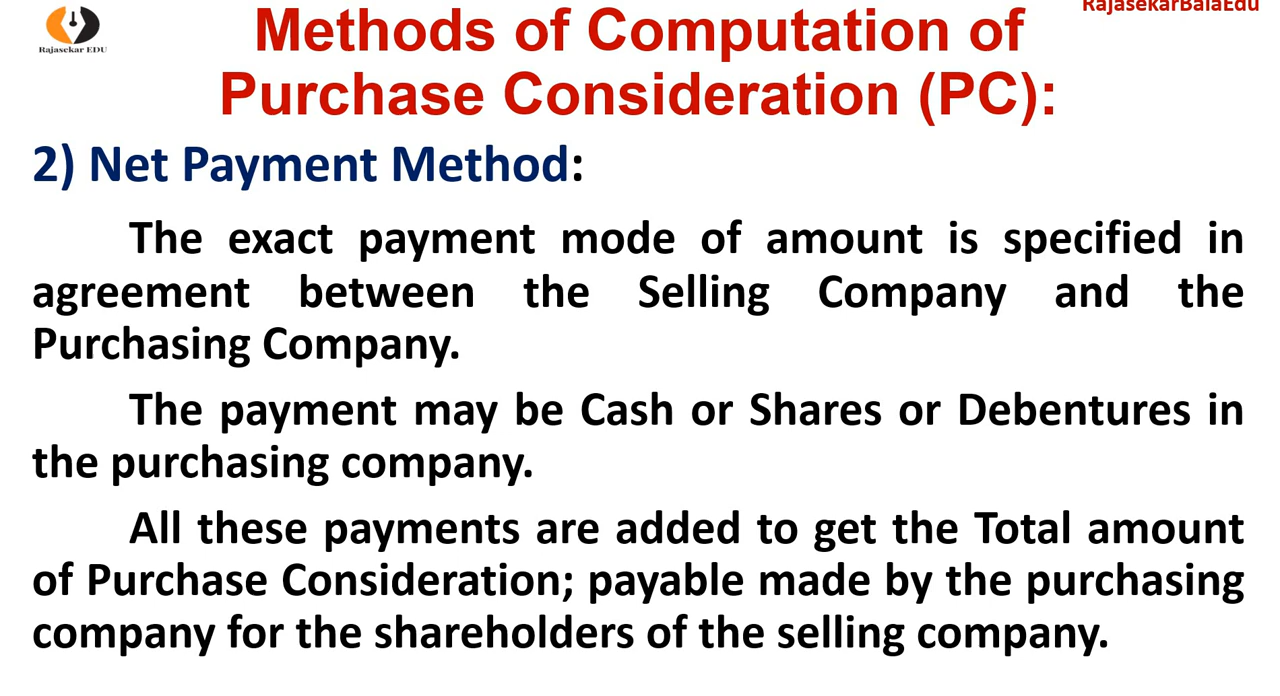 RajasekarBalaEdu
Rajasekar EDU
Methods of Computation of
Purchase Consideration (PC):
2) Net Payment Method:
The exact payment mode of amount is specified in
agreement between the Selling Company and the
Purchasing Company.
The payment may be Cash or Shares or Debentures in
the purchasing company.
All these payments are added to get the Total amount
of Purchase Consideration; payable made by the purchasing
company for the shareholders of the selling company.